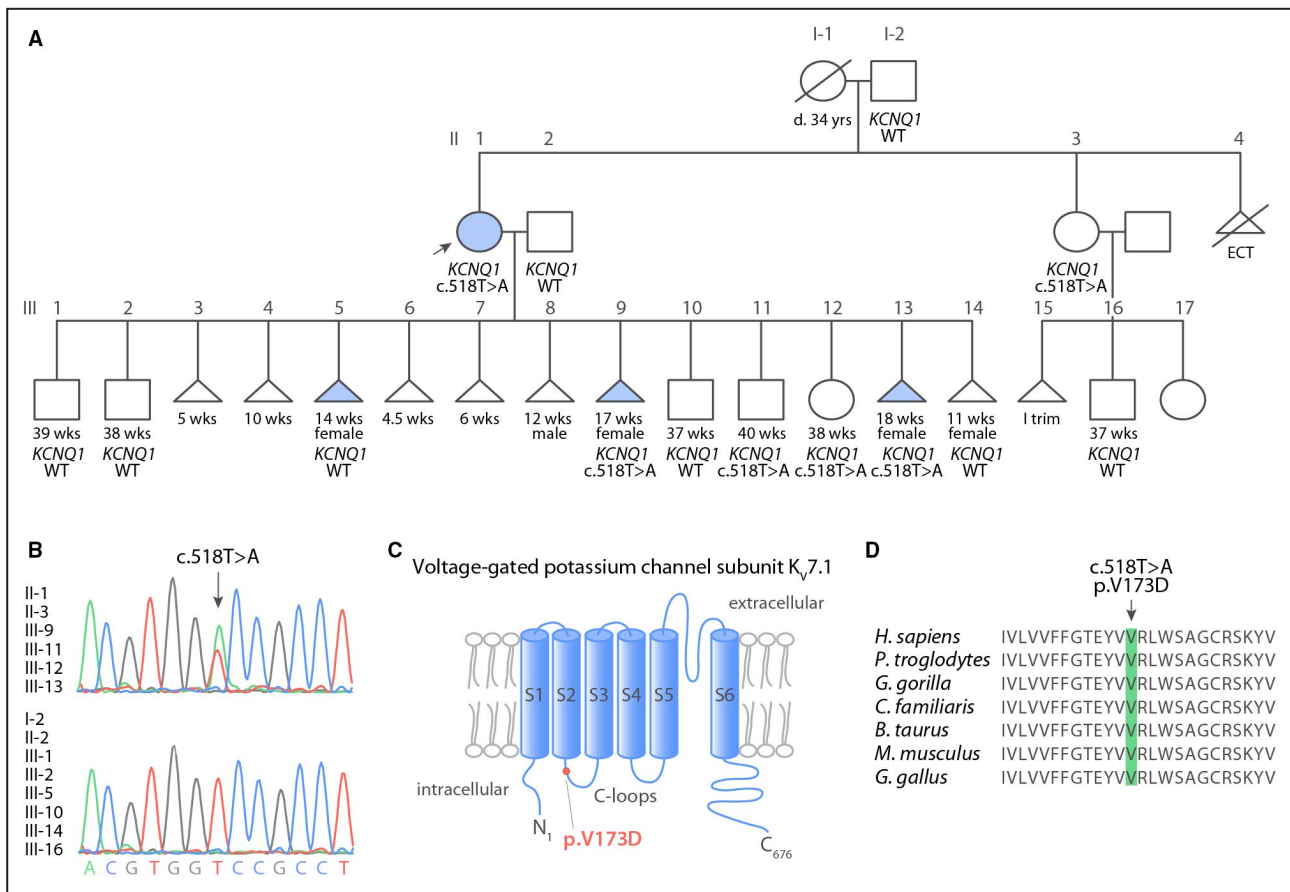 A
I-1 I-2
d. 34 yrs
KCNQ1
WT
II 1 2 3 4
KCNQ1
c.518T>A
KCNQ1
WT
KCNQ1
c.518T>A
ECT
III 1 2 3 4 5 6 7 8 9 10 11 12 13 14 15 16 17
39 wks
KCNQ1
WT
38 wks
KCNQ1
WT
5 wks
10 wks
14 wks
female
KCNQ1
WT
4.5 wks
6 wks
12 wks
male
17 wks
female
KCNQ1
c.518T>A
37 wks
KCNQ1
WT
40 wks
KCNQ1
c.518T>A
38 wks
KCNQ1
c.518T>A
18 wks
female
KCNQ1
c.518T>A
11 wks
female
KCNQ1
WT
I trim
37 wks
KCNQ1
WT
B
c.518T>A
II-1
II-3
III-9
III-11
III-12
III-13
I-2
II-2
III-1
III-2
III-5
III-10
III-14
III-16
A C G T G G T C C G C C T
C
Voltage-gated potassium channel subunit KV7.1
extracellular
S1 S2 S3 S4 S5 S6
intracellular
C-loops
N1
p.V173D
C676
D
c.518T>A
p.V173D
H. sapiens IVLVVFFGTEYVVRLWSAGCRSKYV
P. troglodytes IVLVVFFGTEYVVRLWSAGCRSKYV
G. gorilla IVLVVFFGTEYVVRLWSAGCRSKYV
C. familiaris IVLVVFFGTEYVVRLWSAGCRSKYV
B. taurus IVLVVFFGTEYVVRLWSAGCRSKYV
M. musculus IVLVVFFGTEYVVRLWSAGCRSKYV
G. gallus IVLVVFFGTEYVVRLWSAGCRSKYV